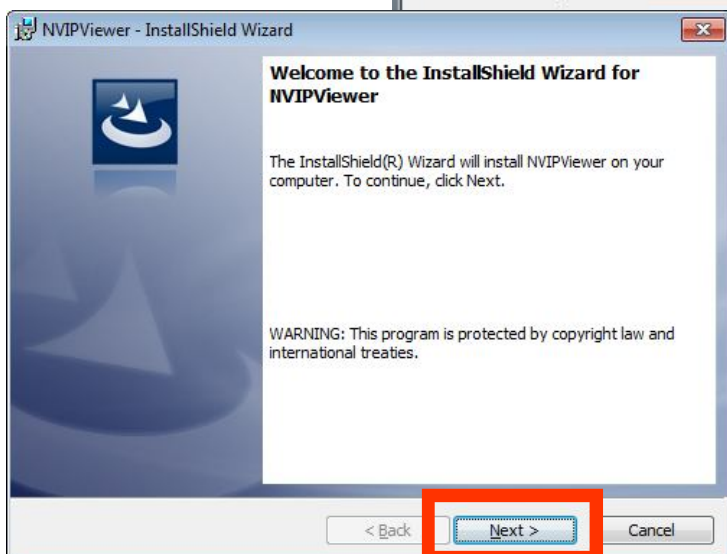 NVIPViewer - InstallShield Wizard
Welcome to the InstallShield Wizard for
NVIPViewer
The InstallShield(R) Wizard will install NVIPViewer on your
computer. To continue, click Next.
WARNING: This program is protected by copyright law and
international treaties.
< Back Next > Cancel